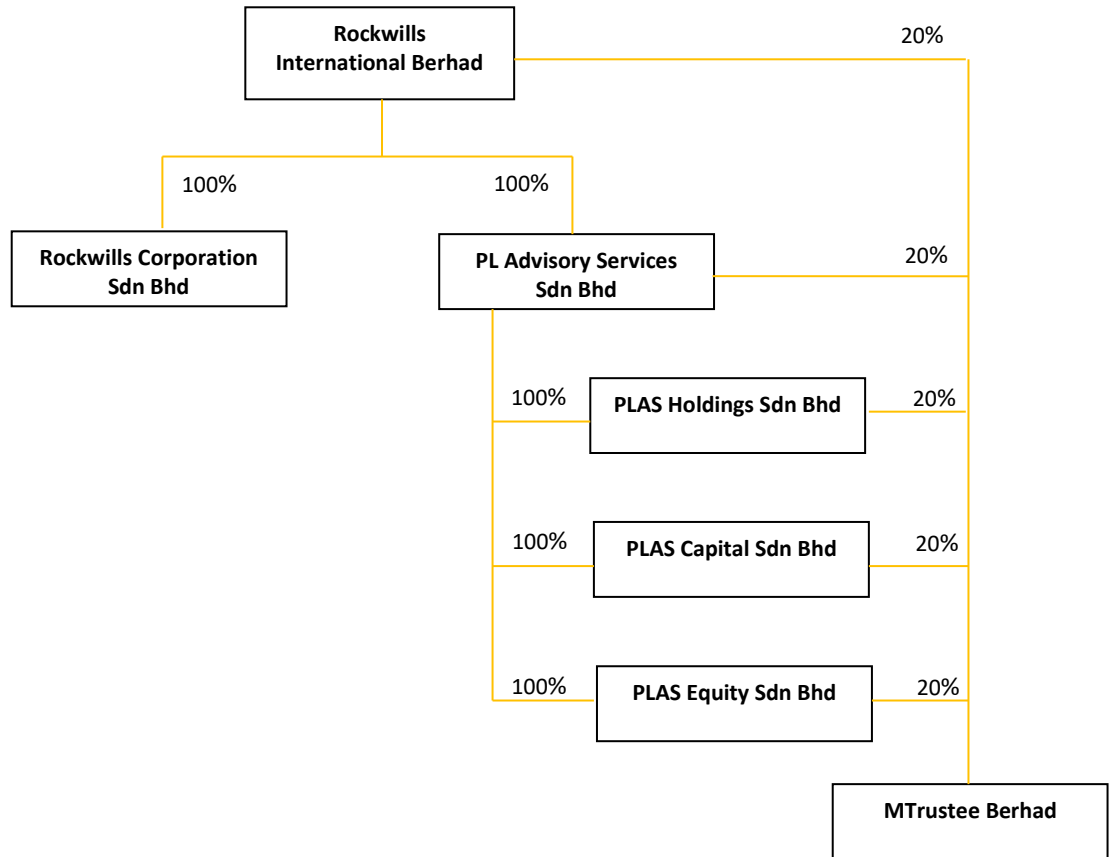 Rockwills
International Berhad
20%
100%
100%
Rockwills Corporation
Sdn Bhd
PL Advisory Services
Sdn Bhd
20%
100%
PLAS Holdings Sdn Bhd
20%
100%
PLAS Capital Sdn Bhd
20%
100%
PLAS Equity Sdn Bhd
20%
MTrustee Berhad